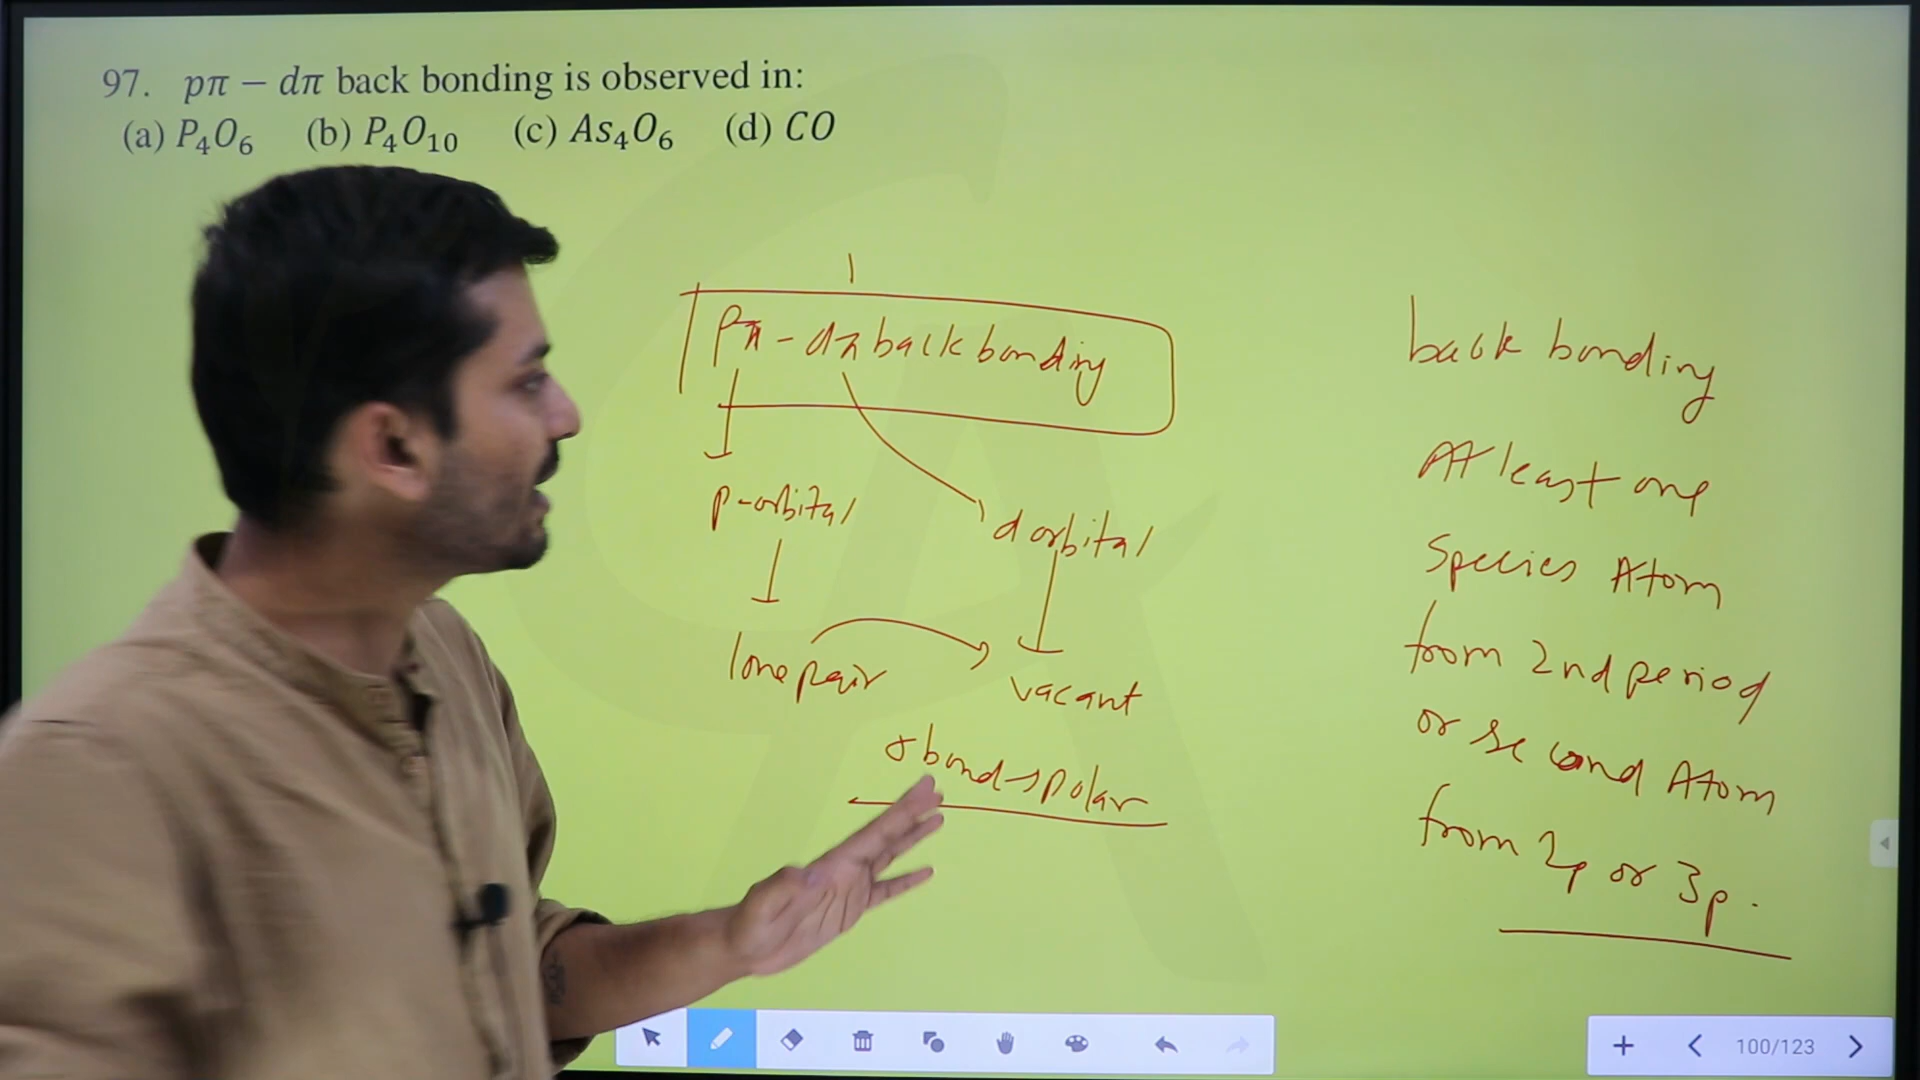 97. pπ – dπ back bonding is observed in:
(a) P₄O₆ (b) P₄O₁₀ (c) As₄O₆ (d) CO
pπ - dπ back bonding
p-orbital
d orbital
lone pair
vacant
σ bond → polar
back bonding
At least one
Species Atom
from 2nd period
or second Atom
from 2p or 3p.
100/123